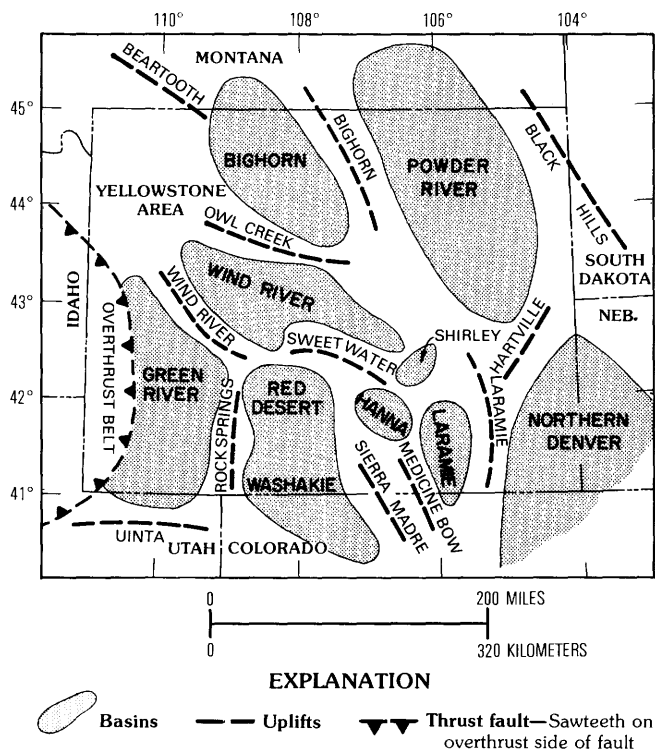 110° 108° 106° 104°
MONTANA
BEARTOOTH
45°
BIGHORN
BIGHORN
POWDER
RIVER
BLACK
HILLS
YELLOWSTONE
AREA
44°
OWL CREEK
SOUTH
DAKOTA
43°
IDAHO
WIND RIVER
WIND RIVER
NEB.
OVERTHRUST BELT
SWEETWATER
SHIRLEY
HARTVILLE
42°
GREEN
RIVER
ROCK SPRINGS
RED
DESERT
HANNA
LARAMIE
LARAMIE
NORTHERN
DENVER
WASHAKIE
SIERRA
MADRE
MEDICINE BOW
41°
UINTA
UTAH
COLORADO
0 200 MILES
0 320 KILOMETERS
EXPLANATION
Basins
Uplifts
Thrust fault—Sawteeth on
overthrust side of fault